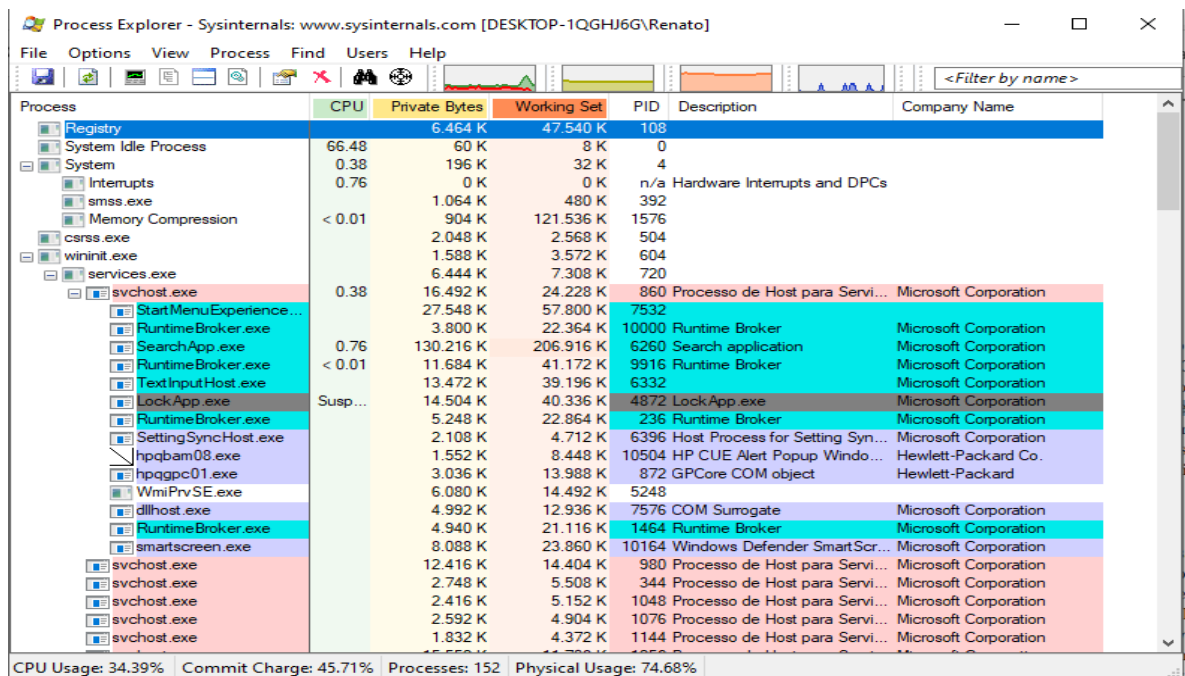 Process Explorer - Sysinternals: www.sysinternals.com [DESKTOP-1QGHJ6G\Renato]
File Options View Process Find Users Help
<Filter by name>
Process CPU Private Bytes Working Set PID Description Company Name
Registry 6.464 K 47.540 K 108
System Idle Process 66.48 60 K 8 K 0
System 0.38 196 K 32 K 4
Interrupts 0.76 0 K 0 K n/a Hardware Interrupts and DPCs
smss.exe 1.064 K 480 K 392
Memory Compression < 0.01 904 K 121.536 K 1576
csrss.exe 2.048 K 2.568 K 504
wininit.exe 1.588 K 3.572 K 604
services.exe 6.444 K 7.308 K 720
svchost.exe 0.38 16.492 K 24.228 K 860 Processo de Host para Servi... Microsoft Corporation
StartMenuExperience... 27.548 K 57.800 K 7532
RuntimeBroker.exe 3.800 K 22.364 K 10000 Runtime Broker Microsoft Corporation
SearchApp.exe 0.76 130.216 K 206.916 K 6260 Search application Microsoft Corporation
RuntimeBroker.exe < 0.01 11.684 K 41.172 K 9916 Runtime Broker Microsoft Corporation
TextInputHost.exe 13.472 K 39.196 K 6332 Microsoft Corporation
LockApp.exe Susp... 14.504 K 40.336 K 4872 LockApp.exe Microsoft Corporation
RuntimeBroker.exe 5.248 K 22.864 K 236 Runtime Broker Microsoft Corporation
SettingSyncHost.exe 2.108 K 4.712 K 6396 Host Process for Setting Syn... Microsoft Corporation
hpqbam08.exe 1.552 K 8.448 K 10504 HP CUE Alert Popup Windo... Hewlett-Packard Co.
hpqgpc01.exe 3.036 K 13.988 K 872 GPCore COM object Hewlett-Packard
WmiPrvSE.exe 6.080 K 14.492 K 5248
dllhost.exe 4.992 K 12.936 K 7576 COM Surrogate Microsoft Corporation
RuntimeBroker.exe 4.940 K 21.116 K 1464 Runtime Broker Microsoft Corporation
smartscreen.exe 8.088 K 23.860 K 10164 Windows Defender SmartScr... Microsoft Corporation
svchost.exe 12.416 K 14.404 K 980 Processo de Host para Servi... Microsoft Corporation
svchost.exe 2.748 K 5.508 K 344 Processo de Host para Servi... Microsoft Corporation
svchost.exe 2.416 K 5.152 K 1048 Processo de Host para Servi... Microsoft Corporation
svchost.exe 2.592 K 4.904 K 1076 Processo de Host para Servi... Microsoft Corporation
svchost.exe 1.832 K 4.372 K 1144 Processo de Host para Servi... Microsoft Corporation
CPU Usage: 34.39% Commit Charge: 45.71% Processes: 152 Physical Usage: 74.68%